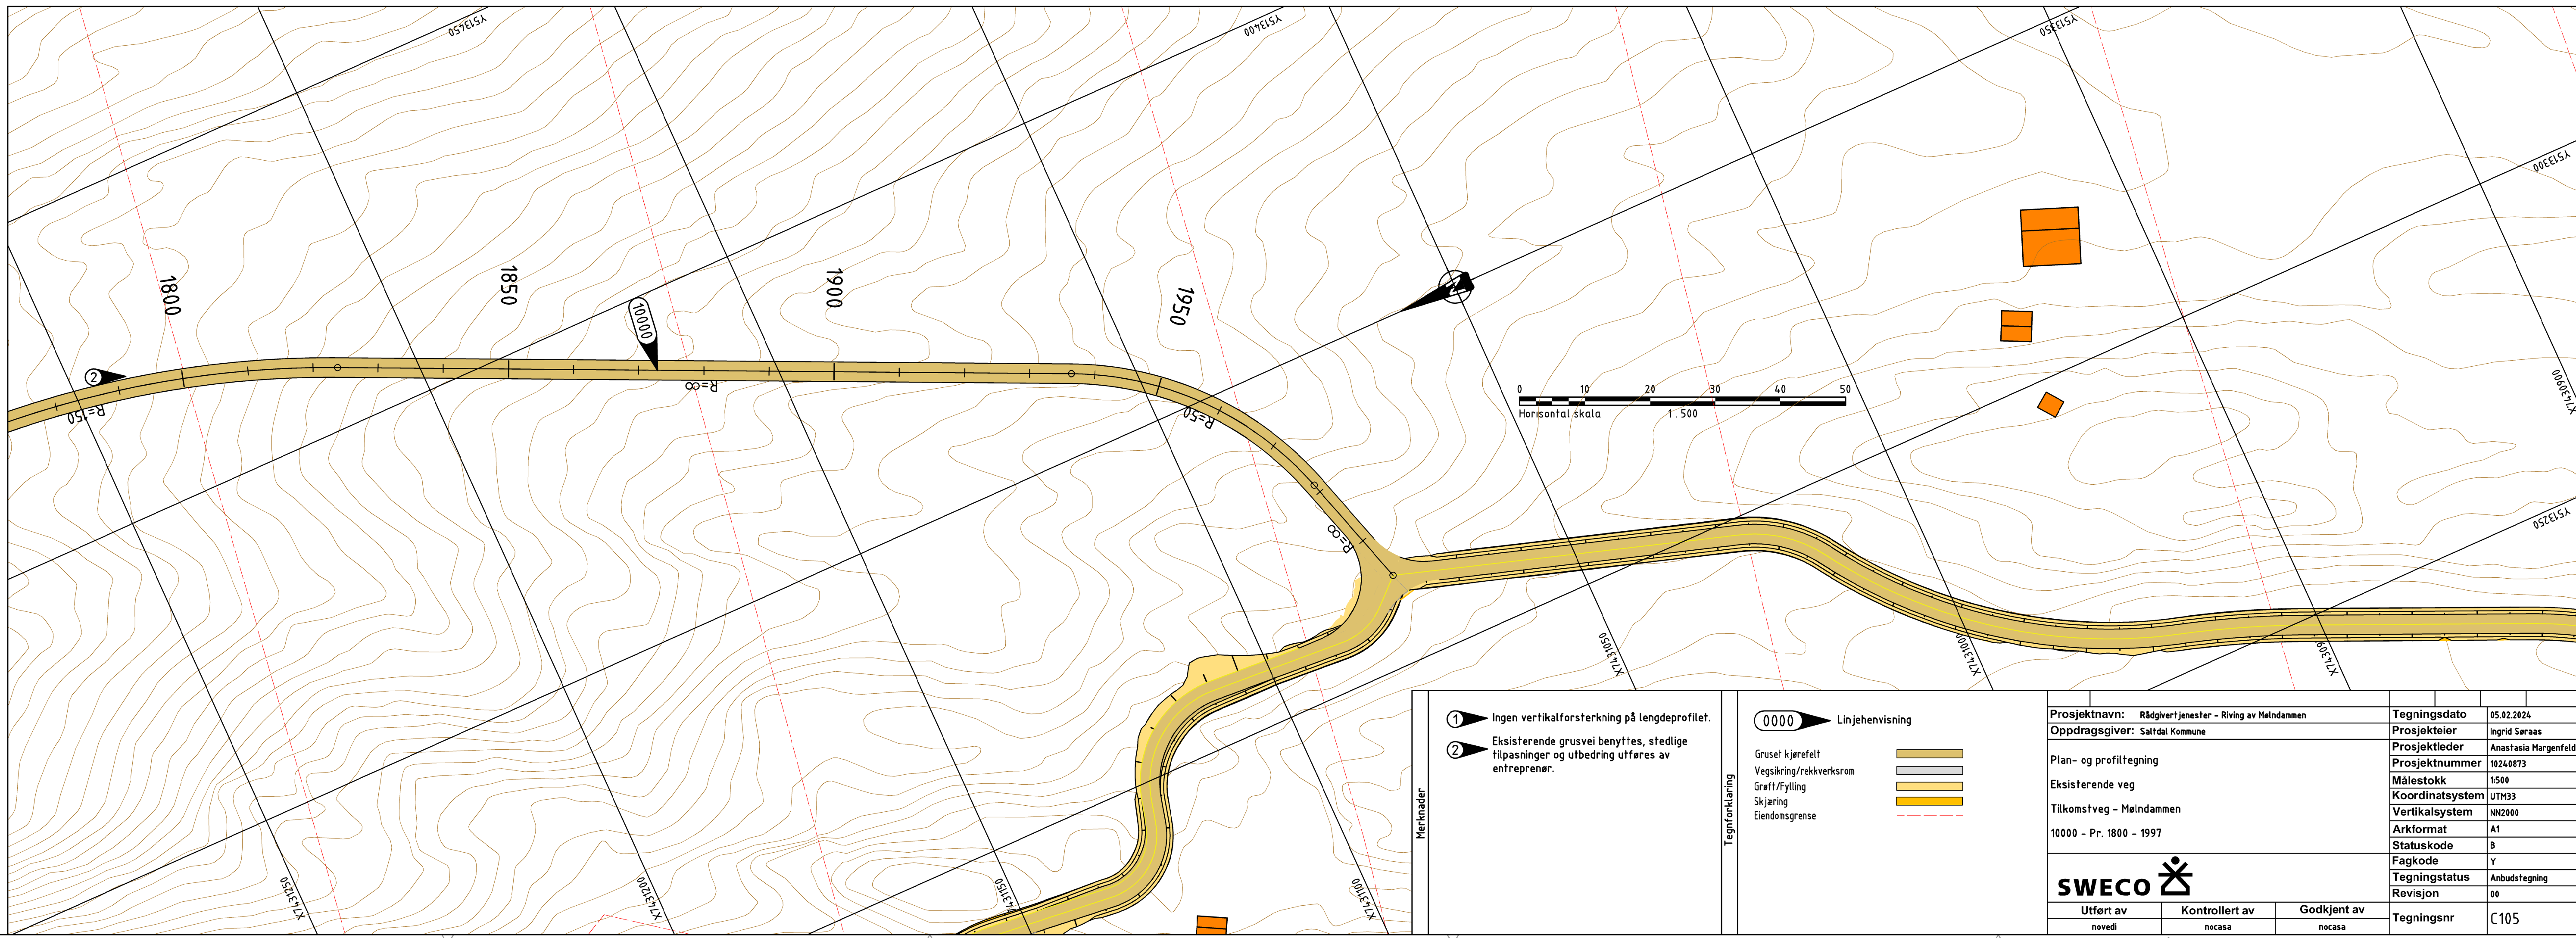 Y513450
Y513400
Y513350
Y513300
Y513250
1800
1850
1900
1950
10000
2
R=150
R=∞
R=50
R=∞
N
0 10 20 30 40 50
Horisontal skala 1:500
X7431250
X7431200
X7431150
X7431100
X7431050
X7431000
X7430900
Merknader
1 Ingen vertikalforsterkning på lengdeprofilet.
2 Eksisterende grusvei benyttes, stedlige
tilpasninger og utbedring utføres av
entreprenør.
Tegnforklaring
0000 Linjehenvisning
Gruset kjørefelt
Vegsikring/rekkverksrom
Grøft/Fylling
Skjæring
Eiendomsgrense
Prosjektnavn: Rådgivertjenester - Riving av Mølndammen
Oppdragsgiver: Saltdal Kommune
Plan- og profiltegning
Eksisterende veg
Tilkomstveg - Mølndammen
10000 - Pr. 1800 - 1997
SWECO
Utført av Kontrollert av Godkjent av
novedi nocasa nocasa
Tegningsdato 05.02.2024
Prosjekteier Ingrid Søraas
Prosjektleder Anastasia Margenfeld
Prosjektnummer 10240873
Målestokk 1:500
Koordinatsystem UTM33
Vertikalsystem NN2000
Arkformat A1
Statuskode B
Fagkode Y
Tegningstatus Anbudstegning
Revisjon 00
Tegningsnr C105